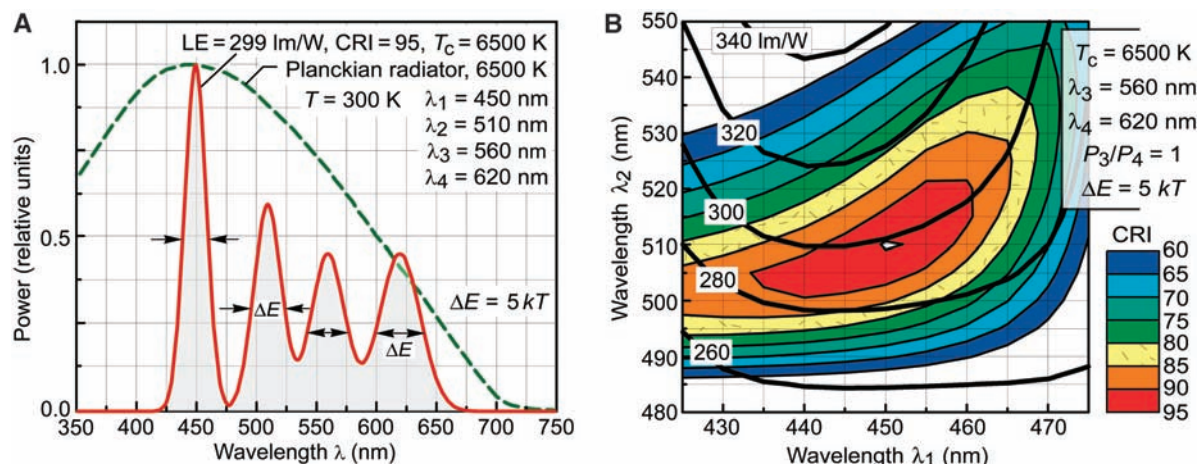 A
LE = 299 lm/W, CRI = 95, Tc = 6500 K
Planckian radiator, 6500 K
T = 300 K
λ1 = 450 nm
λ2 = 510 nm
λ3 = 560 nm
λ4 = 620 nm
ΔE = 5 kT
ΔE
ΔE
1.0
0.5
0.0
Power (relative units)
350 400 450 500 550 600 650 700 750
Wavelength λ (nm)
B
550
540
530
520
510
500
490
480
Wavelength λ2 (nm)
340 lm/W
320
300
280
260
430 440 450 460 470
Wavelength λ1 (nm)
Tc = 6500 K
λ3 = 560 nm
λ4 = 620 nm
P3/P4 = 1
ΔE = 5 kT
CRI
60
65
70
75
80
85
90
95